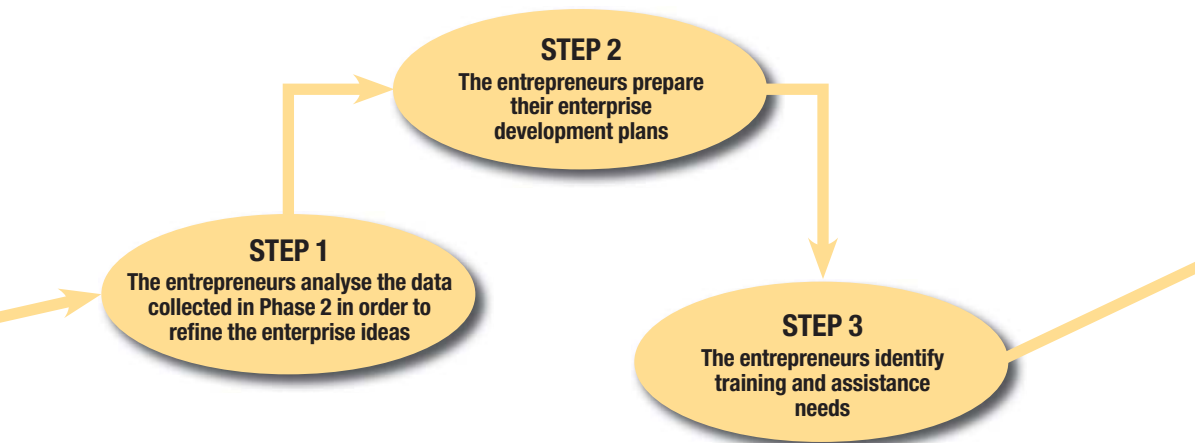 STEP 1
The entrepreneurs analyse the data
collected in Phase 2 in order to
refine the enterprise ideas
STEP 2
The entrepreneurs prepare
their enterprise
development plans
STEP 3
The entrepreneurs identify
training and assistance
needs